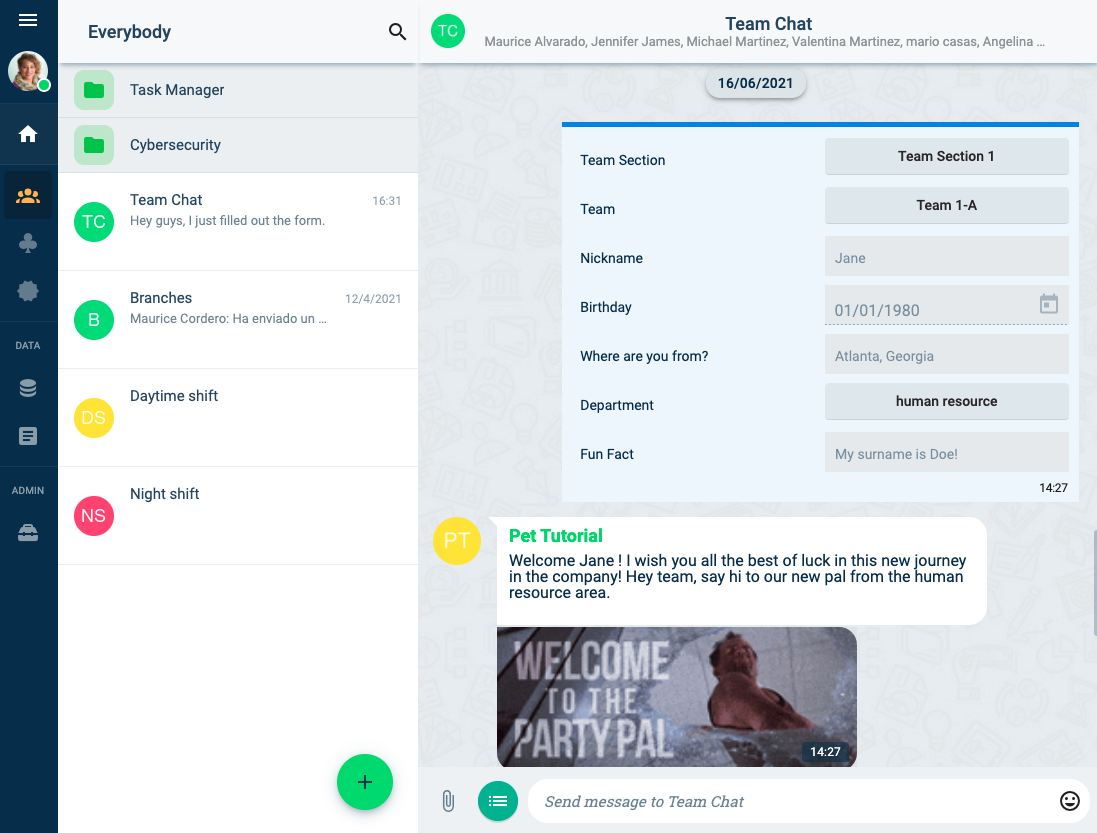 DATA
ADMIN
Everybody
Task Manager
Cybersecurity
TC
Team Chat
16:31
Hey guys, I just filled out the form.
B
Branches
12/4/2021
Maurice Cordero: Ha enviado un ...
DS
Daytime shift
NS
Night shift
+
TC
Team Chat
Maurice Alvarado, Jennifer James, Michael Martinez, Valentina Martinez, mario casas, Angelina ...
16/06/2021
Team Section
Team Section 1
Team
Team 1-A
Nickname
Jane
Birthday
01/01/1980
Where are you from?
Atlanta, Georgia
Department
human resource
Fun Fact
My surname is Doe!
14:27
PT
Pet Tutorial
Welcome Jane ! I wish you all the best of luck in this new journey
in the company! Hey team, say hi to our new pal from the human
resource area.
WELCOME
TO THE
PARTY PAL
14:27
Send message to Team Chat